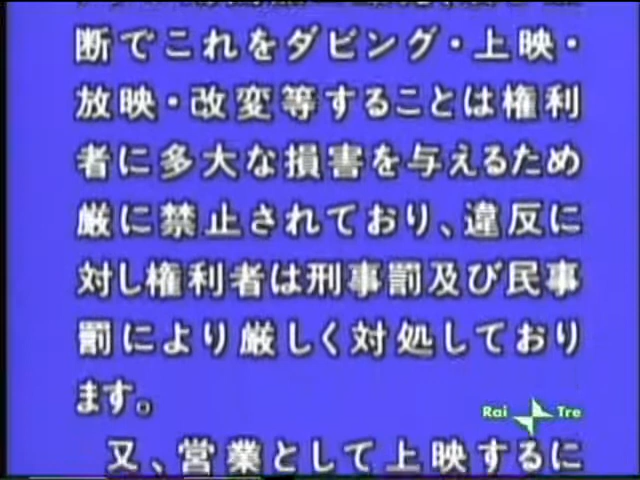 断でこれをダビング・上映・
放映・改変等することは権利
者に多大な損害を与えるため
厳に禁止されており、違反に
対し権利者は刑事罰及び民事
罰により厳しく対処しており
ます。
Rai Tre
又、営業として上映するに